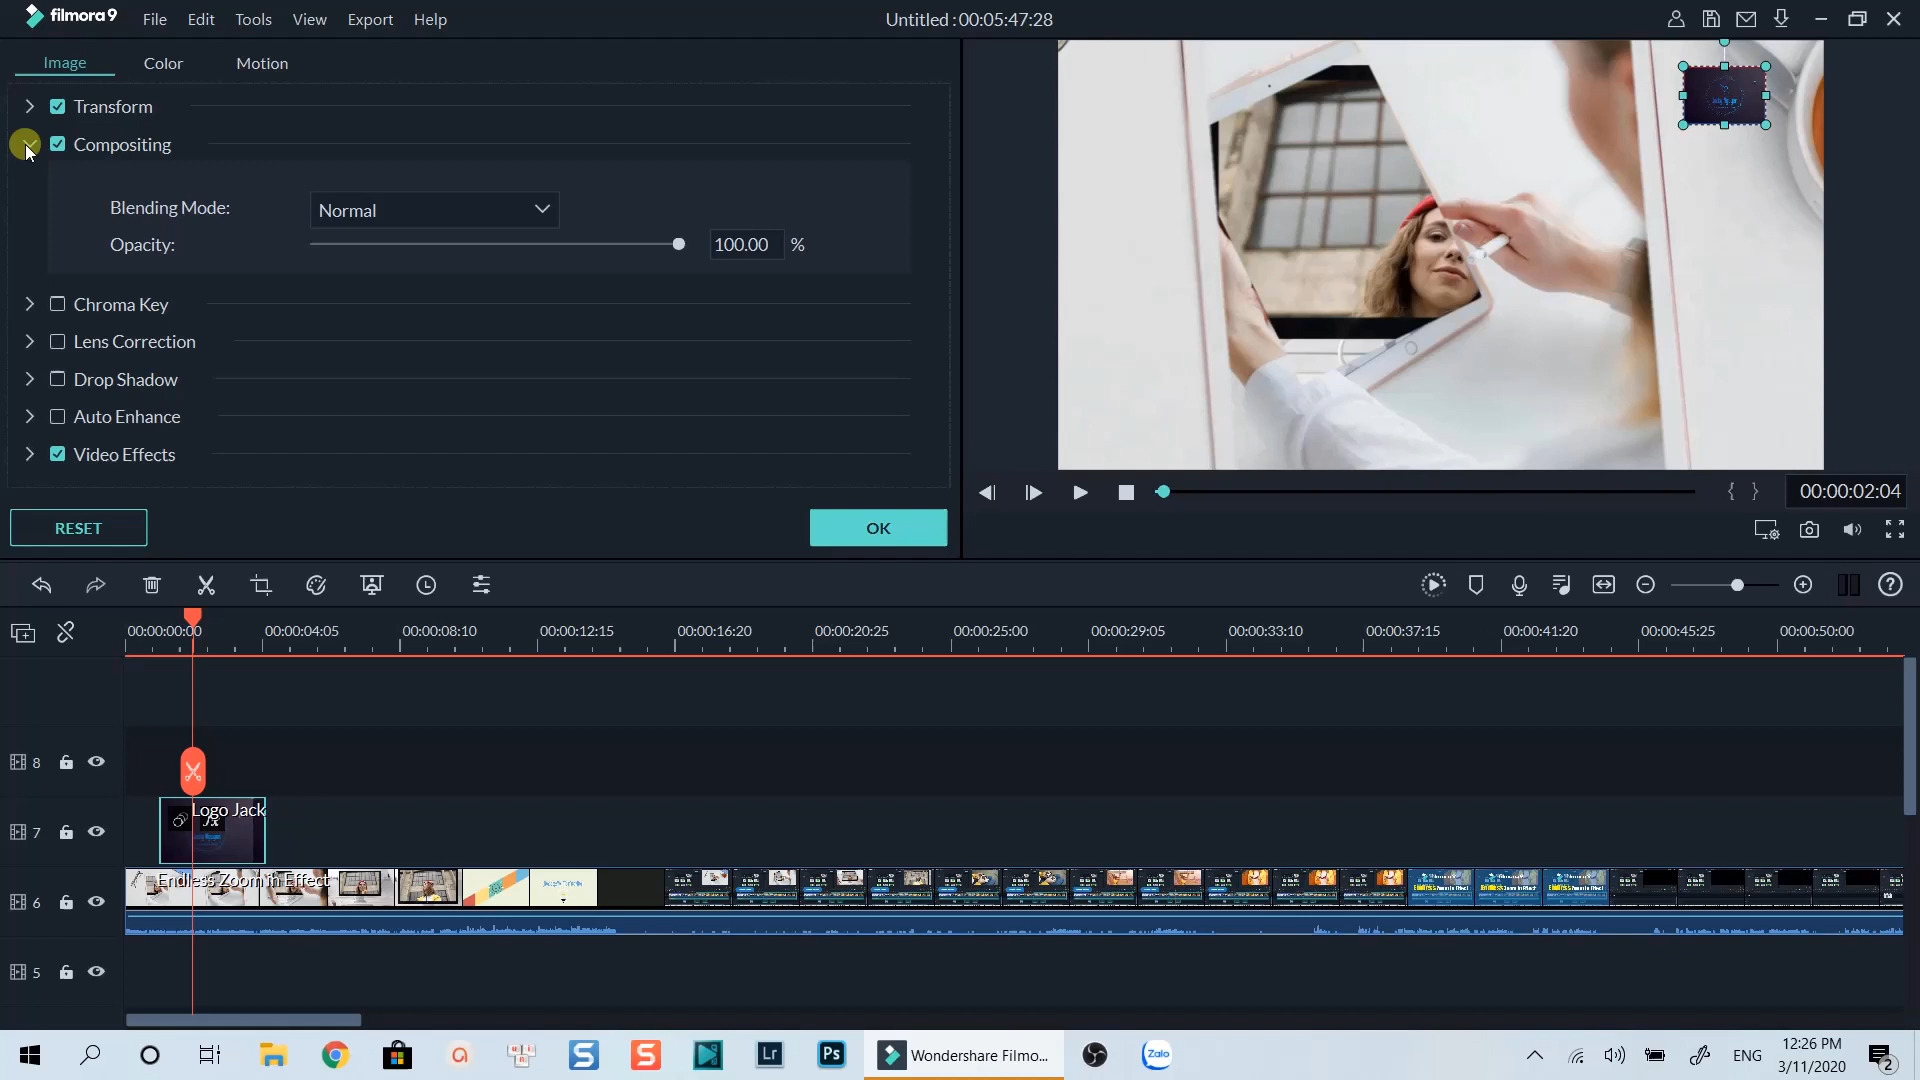 filmora9 File Edit Tools View Export Help Untitled : 00:05:47:28
Image Color Motion
Transform
Compositing
Blending Mode: Normal
Opacity: 100.00 %
Chroma Key
Lens Correction
Drop Shadow
Auto Enhance
Video Effects
RESET OK
{ } 00:00:02:04
00:00:00:00 00:00:04:05 00:00:08:10 00:00:12:15 00:00:16:20 00:00:20:25 00:00:25:00 00:00:29:05 00:00:33:10 00:00:37:15 00:00:41:20 00:00:45:25 00:00:50:00
8
Logo Jack
fx
7
Endless Zoom in Effect
6
5
Lr Ps Wondershare Filmo... Zalo ENG 12:26 PM
3/11/2020 2